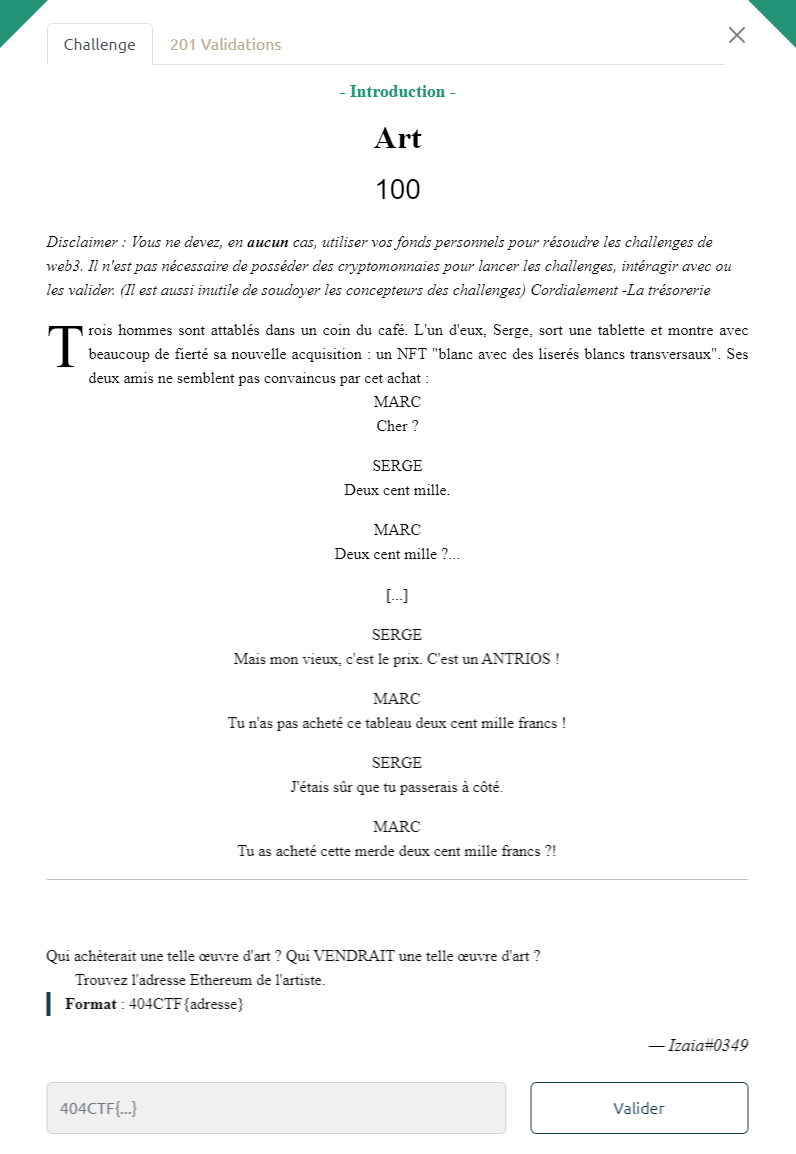 Challenge
201 Validations
- Introduction -
Art
100
Disclaimer : Vous ne devez, en aucun cas, utiliser vos fonds personnels pour résoudre les challenges de
web3. Il n'est pas nécessaire de posséder des cryptomonnaies pour lancer les challenges, intéragir avec ou
les valider. (Il est aussi inutile de soudoyer les concepteurs des challenges) Cordialement -La trésorerie
Trois hommes sont attablés dans un coin du café. L'un d'eux, Serge, sort une tablette et montre avec
beaucoup de fierté sa nouvelle acquisition : un NFT "blanc avec des liserés blancs transversaux". Ses
deux amis ne semblent pas convaincus par cet achat :
MARC
Cher ?
SERGE
Deux cent mille.
MARC
Deux cent mille ?...
[...]
SERGE
Mais mon vieux, c'est le prix. C'est un ANTRIOS !
MARC
Tu n'as pas acheté ce tableau deux cent mille francs !
SERGE
J'étais sûr que tu passerais à côté.
MARC
Tu as acheté cette merde deux cent mille francs ?!
Qui achèterait une telle œuvre d'art ? Qui VENDRAIT une telle œuvre d'art ?
Trouvez l'adresse Ethereum de l'artiste.
Format : 404CTF{adresse}
— Izaia#0349
404CTF{...}
Valider